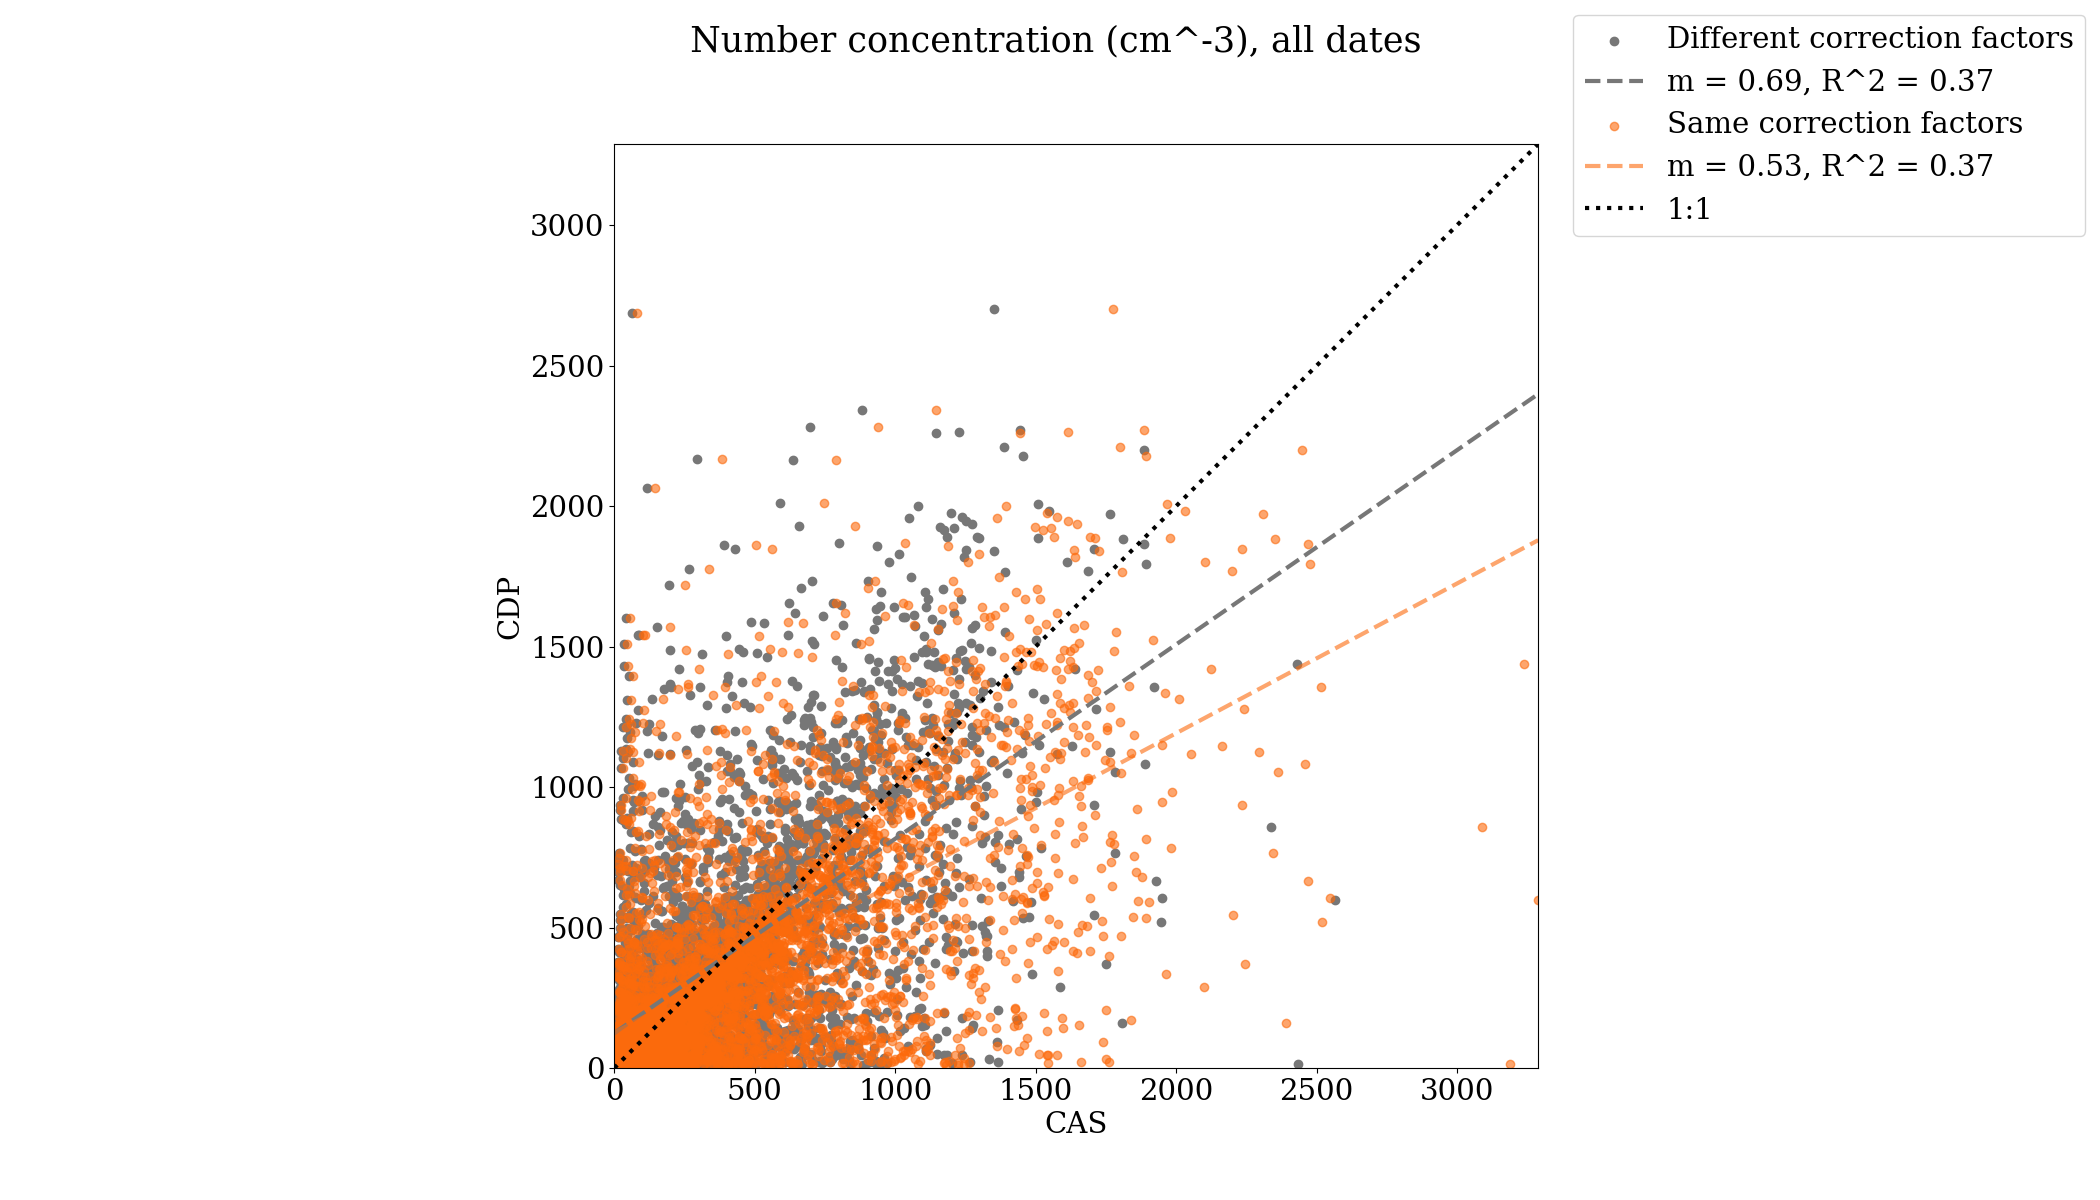 Number concentration (cm^-3), all dates
Different correction factors
m = 0.69, R^2 = 0.37
Same correction factors
m = 0.53, R^2 = 0.37
1:1
3000
2500
2000
1500
1000
500
0
CDP
0 500 1000 1500 2000 2500 3000
CAS